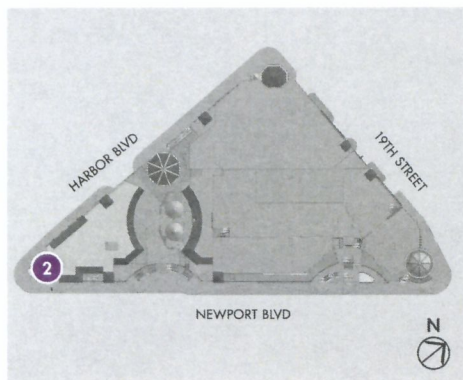 HARBOR BLVD
19TH STREET
2
NEWPORT BLVD
N